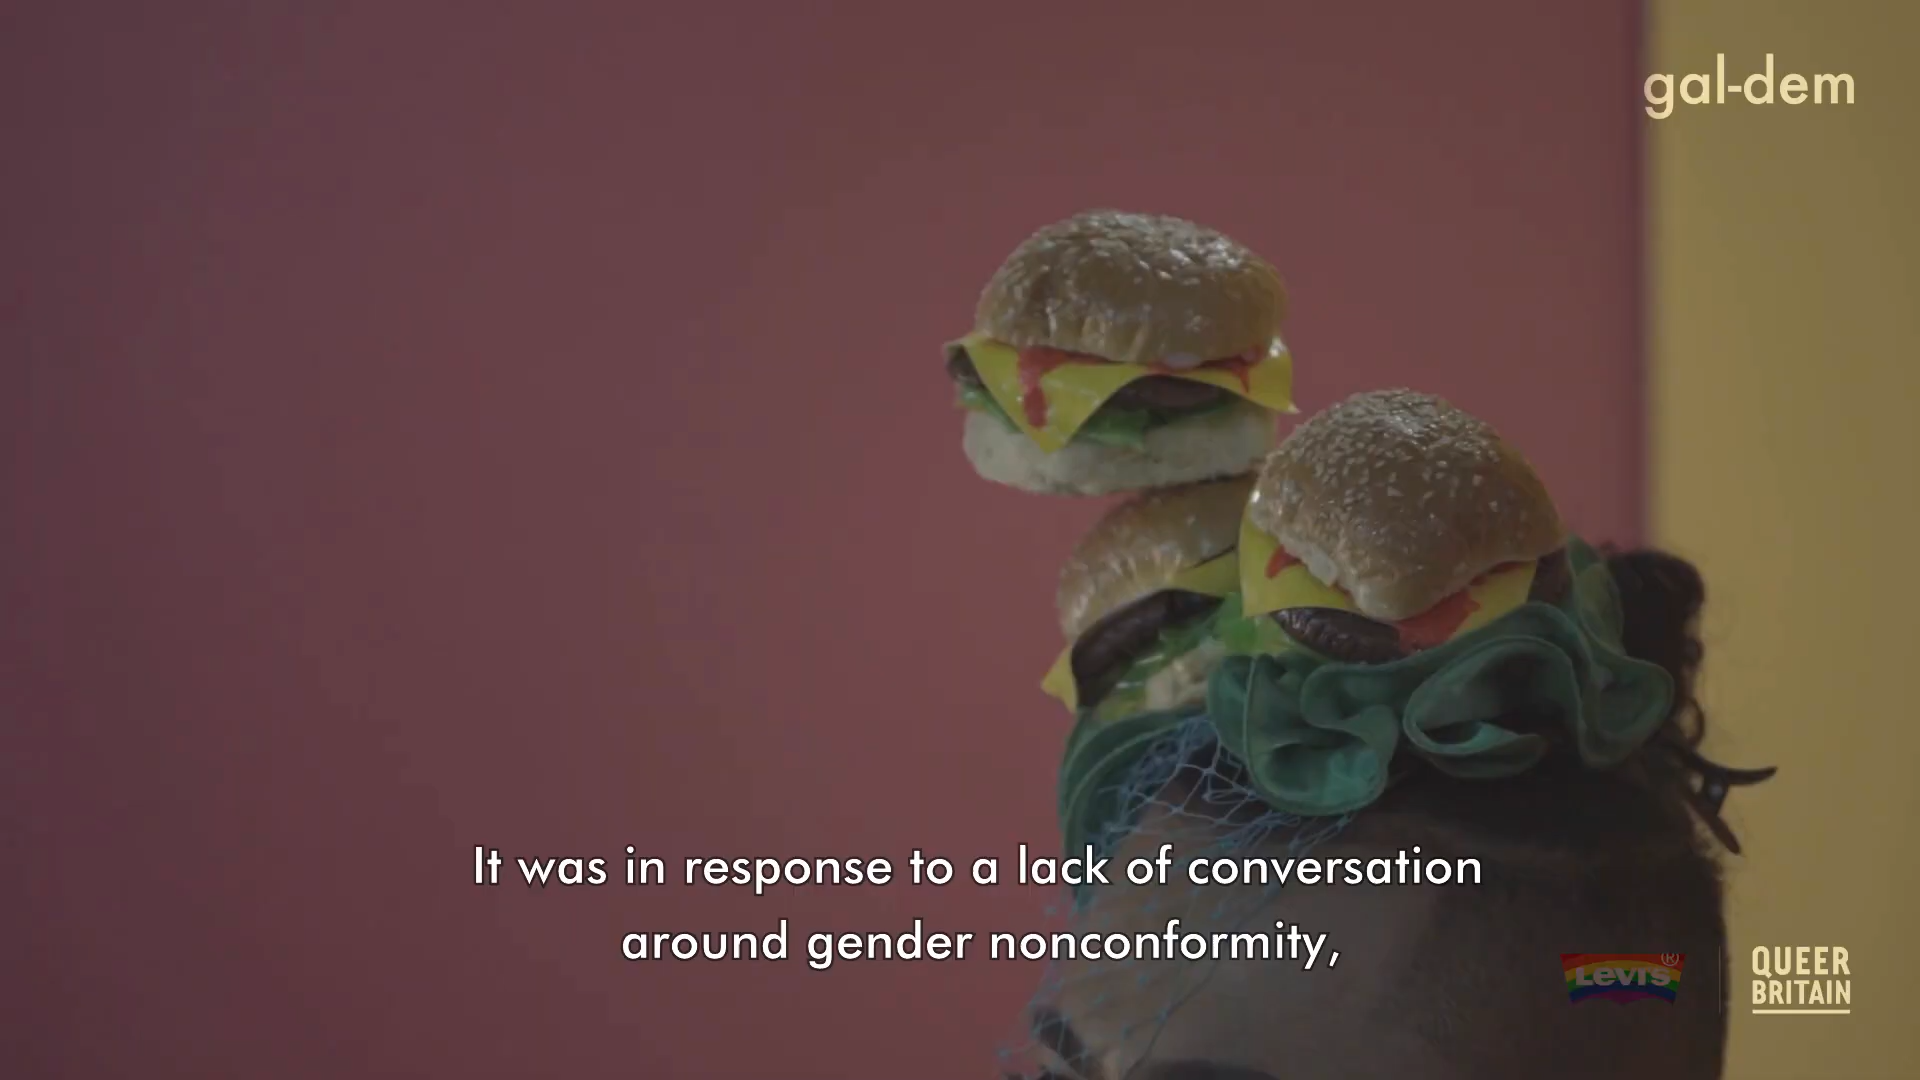 gal-dem
It was in response to a lack of conversation
around gender nonconformity,
Levi's®
QUEER
BRITAIN